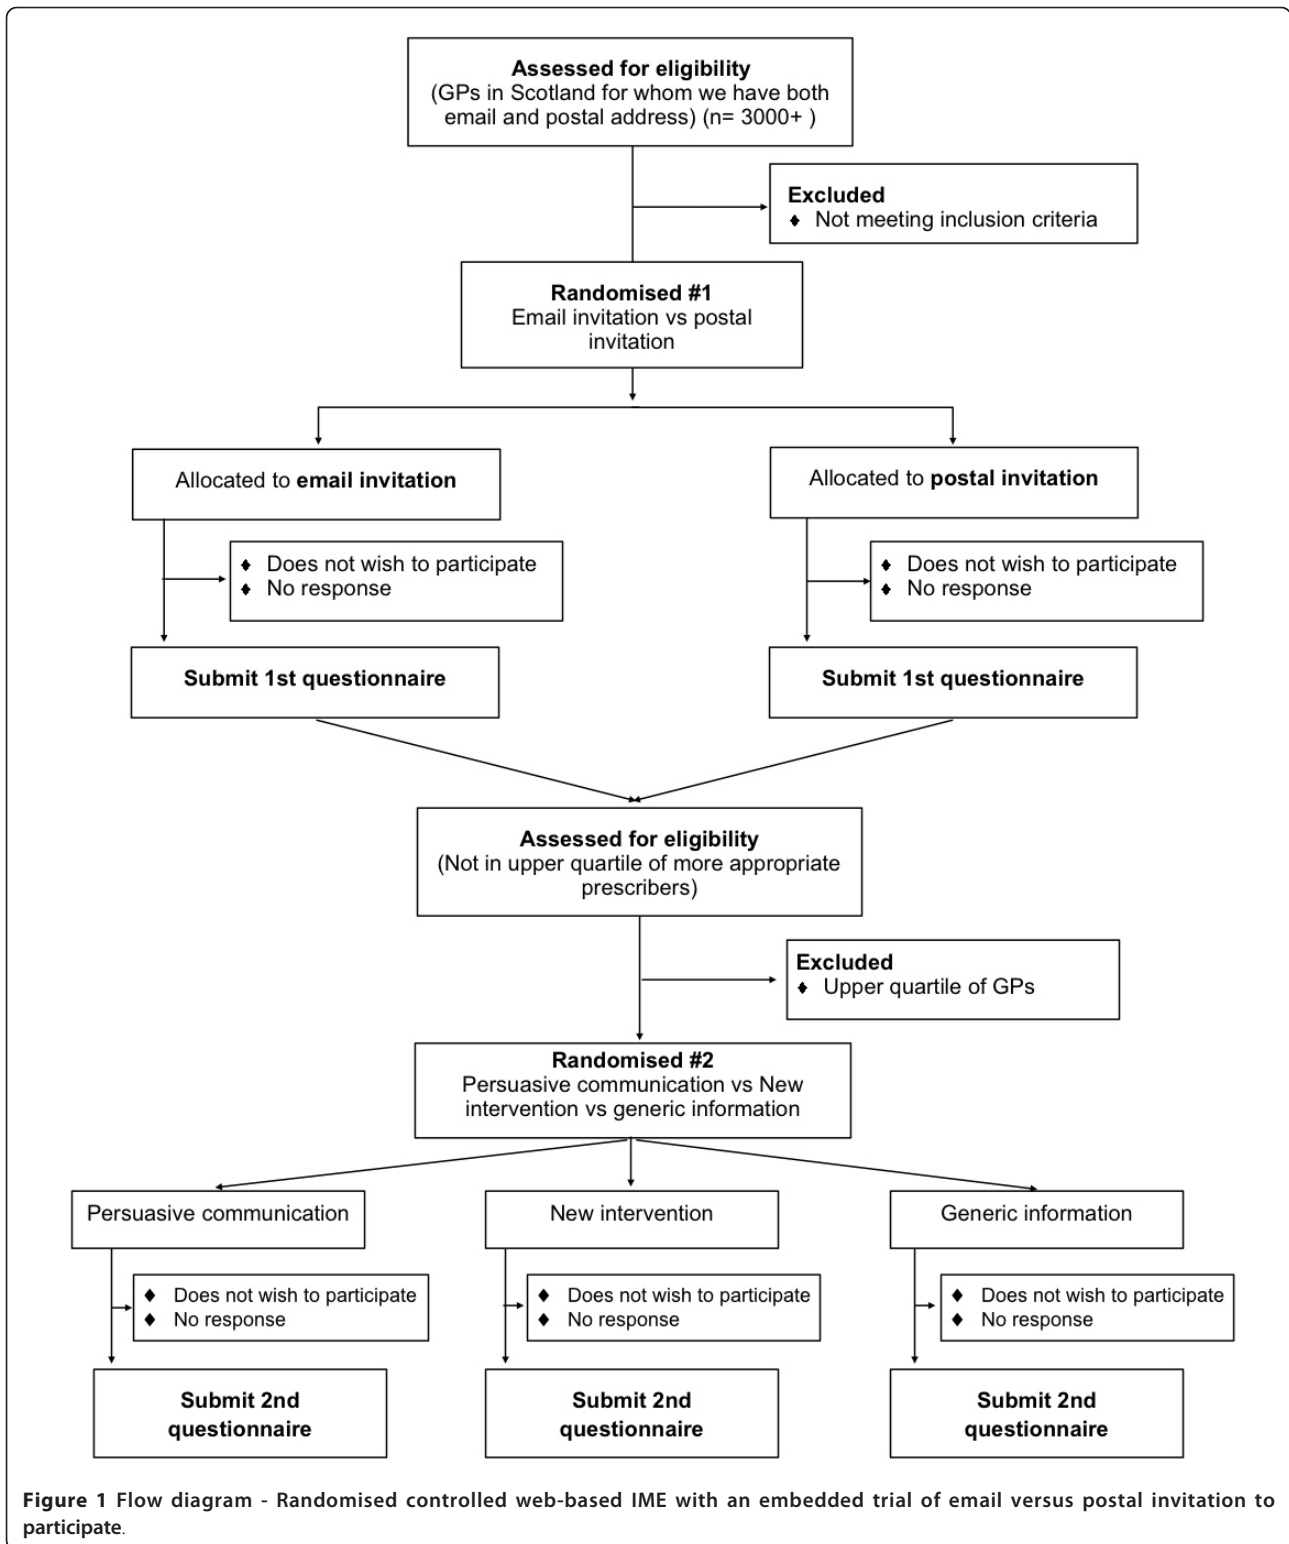 Assessed for eligibility
(GPs in Scotland for whom we have both
email and postal address) (n= 3000+ )
Excluded
♦ Not meeting inclusion criteria
Randomised #1
Email invitation vs postal
invitation
Allocated to email invitation
Allocated to postal invitation
♦ Does not wish to participate
♦ No response
♦ Does not wish to participate
♦ No response
Submit 1st questionnaire
Submit 1st questionnaire
Assessed for eligibility
(Not in upper quartile of more appropriate
prescribers)
Excluded
♦ Upper quartile of GPs
Randomised #2
Persuasive communication vs New
intervention vs generic information
Persuasive communication
New intervention
Generic information
♦ Does not wish to participate
♦ No response
♦ Does not wish to participate
♦ No response
♦ Does not wish to participate
♦ No response
Submit 2nd
questionnaire
Submit 2nd
questionnaire
Submit 2nd
questionnaire
Figure 1 Flow diagram - Randomised controlled web-based IME with an embedded trial of email versus postal invitation to
participate.